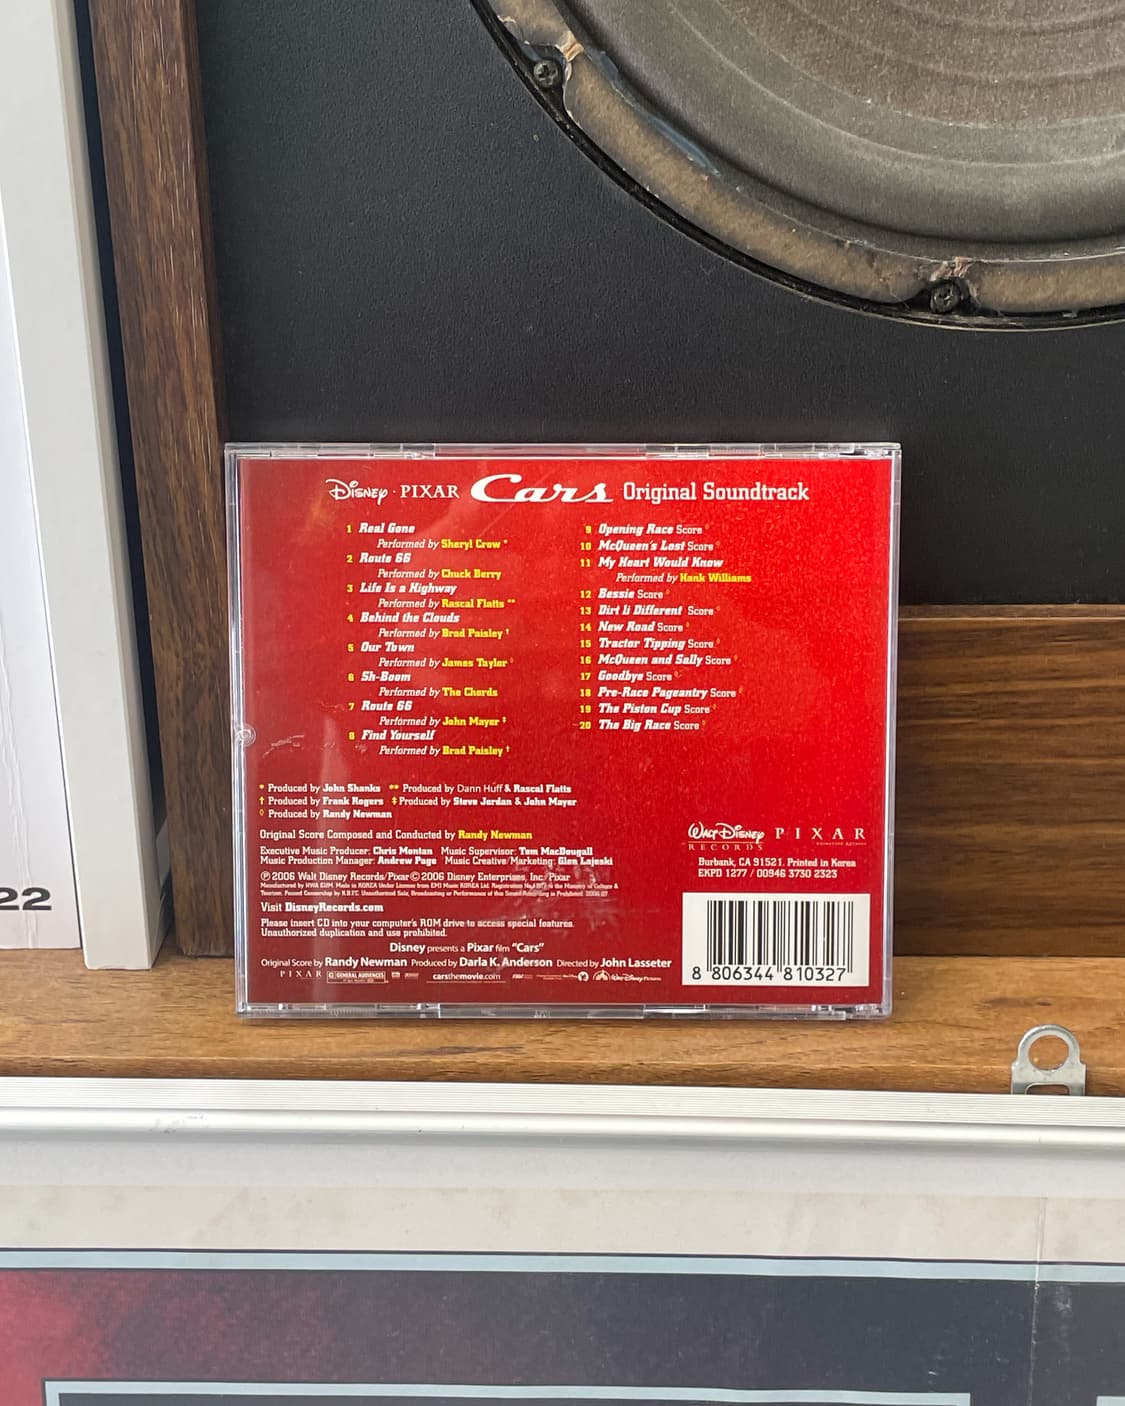 Disney · PIXAR Cars Original Soundtrack
1 Real Gone
Performed by Sheryl Crow *
2 Route 66
Performed by Chuck Berry
3 Life Is a Highway
Performed by Rascal Flatts **
4 Behind the Clouds
Performed by Brad Paisley †
5 Our Town
Performed by James Taylor ◊
6 Sh-Boom
Performed by The Chords
7 Route 66
Performed by John Mayer ‡
8 Find Yourself
Performed by Brad Paisley †
9 Opening Race Score ◊
10 McQueen's Lost Score ◊
11 My Heart Would Know
Performed by Hank Williams
12 Bessie Score ◊
13 Dirt Is Different Score ◊
14 New Road Score ◊
15 Tractor Tipping Score ◊
16 McQueen and Sally Score ◊
17 Goodbye Score ◊
18 Pre-Race Pageantry Score ◊
19 The Piston Cup Score ◊
20 The Big Race Score ◊
* Produced by John Shanks ** Produced by Dann Huff & Rascal Flatts
† Produced by Frank Rogers ‡ Produced by Steve Jordan & John Mayer
◊ Produced by Randy Newman
Original Score Composed and Conducted by Randy Newman
Executive Music Producer: Chris Montan Music Supervisor: Tom MacDougall
Music Production Manager: Andrew Page Music Creative/Marketing: Glen Lajeski
℗ 2006 Walt Disney Records/Pixar © 2006 Disney Enterprises, Inc./Pixar
Visit DisneyRecords.com
Please insert CD into your computer's ROM drive to access special features.
Unauthorized duplication and use prohibited.
Disney presents a Pixar film "Cars"
Original Score by Randy Newman Produced by Darla K. Anderson Directed by John Lasseter
PIXAR G GENERAL AUDIENCES carsthemovie.com
Walt Disney RECORDS PIXAR
Burbank, CA 91521. Printed in Korea
EKPD 1277 / 00946 3730 2323
8 806344 810327
22